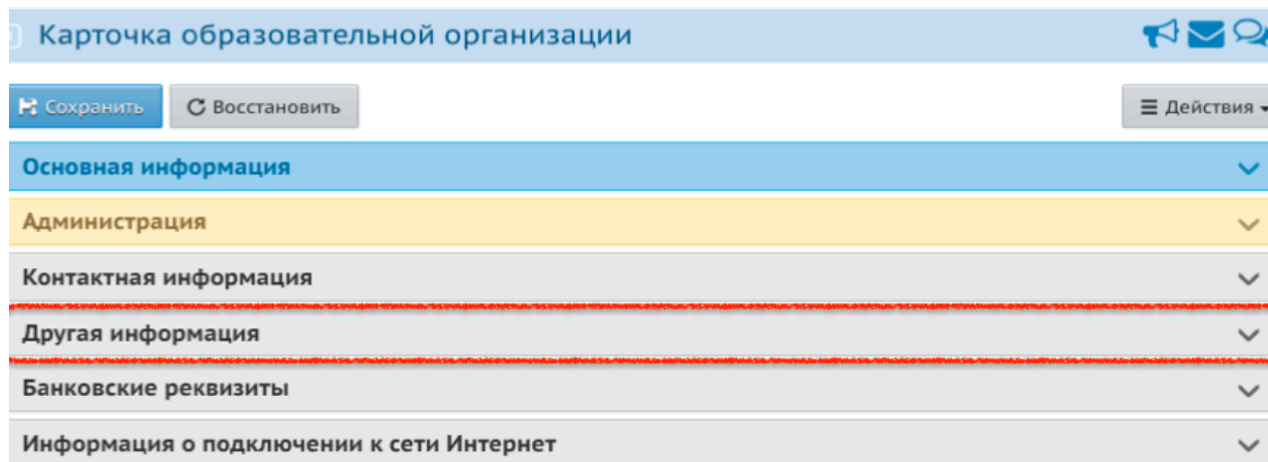 Карточка образовательной организации
Сохранить Восстановить Действия
Основная информация
Администрация
Контактная информация
Другая информация
Банковские реквизиты
Информация о подключении к сети Интернет